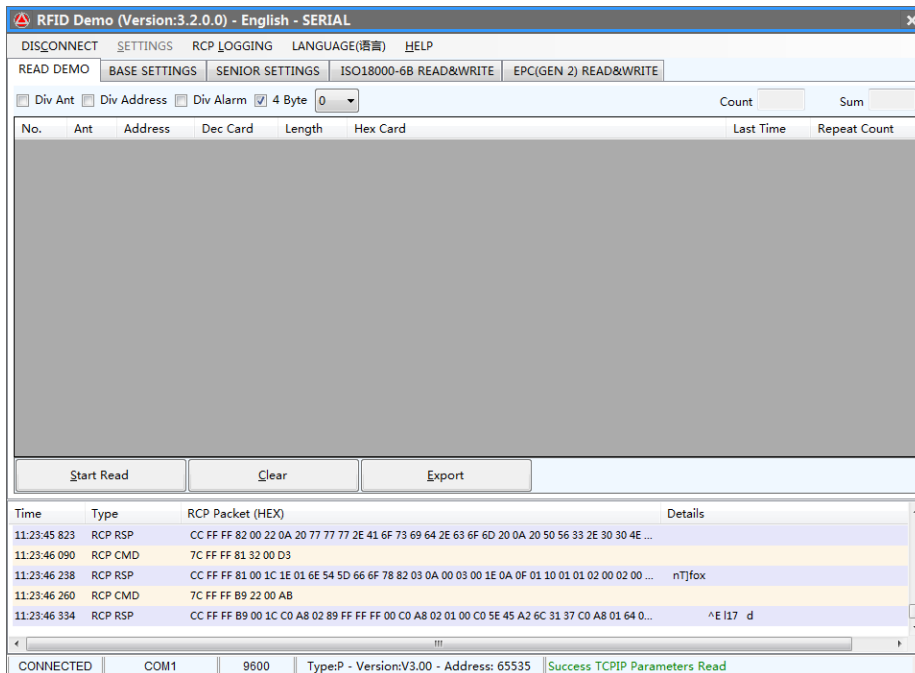 RFID Demo (Version:3.2.0.0) - English - SERIAL
DISCONNECT SETTINGS RCP LOGGING LANGUAGE(语言) HELP
READ DEMO BASE SETTINGS SENIOR SETTINGS ISO18000-6B READ&WRITE EPC(GEN 2) READ&WRITE
Div Ant Div Address Div Alarm 4 Byte 0 Count Sum
No. Ant Address Dec Card Length Hex Card Last Time Repeat Count
Start Read Clear Export
Time Type RCP Packet (HEX) Details
11:23:45 823 RCP RSP CC FF FF 82 00 22 0A 20 77 77 77 2E 41 6F 73 69 64 2E 63 6F 6D 20 0A 20 50 56 33 2E 30 30 4E ...
11:23:46 090 RCP CMD 7C FF FF 81 32 00 D3
11:23:46 238 RCP RSP CC FF FF 81 00 1C 1E 01 6E 54 5D 66 6F 78 82 03 0A 00 03 00 1E 0A 0F 01 10 01 01 02 00 02 00 ... nT]fox
11:23:46 260 RCP CMD 7C FF FF B9 22 00 AB
11:23:46 334 RCP RSP CC FF FF B9 00 1C C0 A8 02 89 FF FF FF 00 C0 A8 02 01 00 C0 5E 45 A2 6C 31 37 C0 A8 01 64 0... ^E l17 d
CONNECTED COM1 9600 Type:P - Version:V3.00 - Address: 65535 Success TCPIP Parameters Read